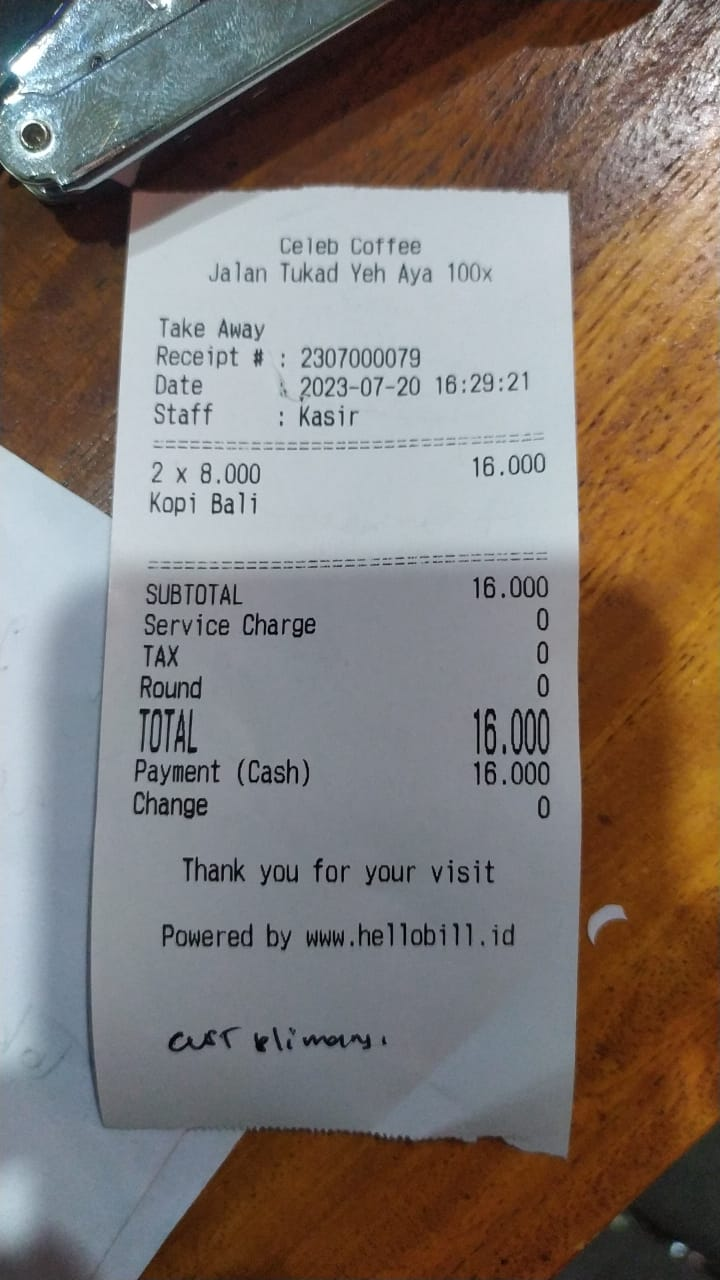 Celeb Coffee
Jalan Tukad Yeh Aya 100x
Take Away
Receipt # : 2307000079
Date : 2023-07-20 16:29:21
Staff : Kasir
2 x 8.000 16.000
Kopi Bali
SUBTOTAL 16.000
Service Charge 0
TAX 0
Round 0
TOTAL 16.000
Payment (Cash) 16.000
Change 0
Thank you for your visit
Powered by www.hellobill.id
cust